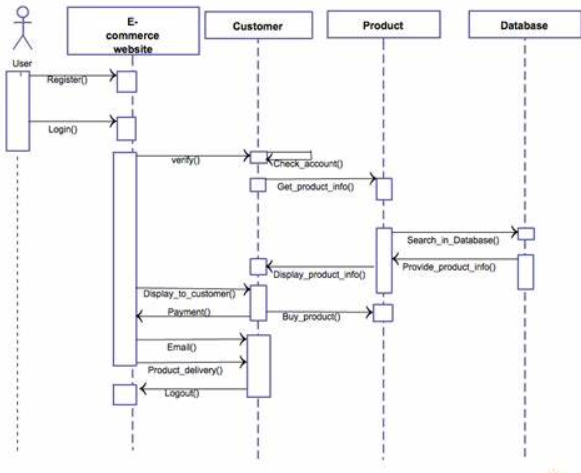 E-
commerce
website
Customer
Product
Database
User
Register()
Login()
verify()
Check_account()
Get_product_info()
Search_in_Database()
Display_product_info()
Provide_product_info()
Display_to_customer()
Payment()
Buy_product()
Email()
Product_delivery()
Logout()